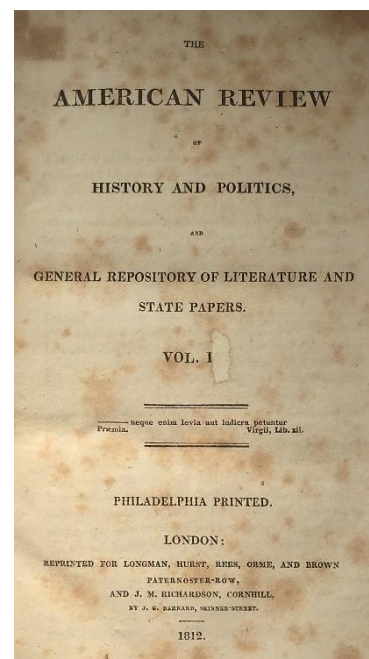 THE
AMERICAN REVIEW
OF
HISTORY AND POLITICS,
AND
GENERAL REPOSITORY OF LITERATURE AND
STATE PAPERS.
VOL. I
——— neque enim levia aut ludicra petuntur
Præmia. Virgil, Lib. xii.
PHILADELPHIA PRINTED.
LONDON:
REPRINTED FOR LONGMAN, HURST, REES, ORME, AND BROWN
PATERNOSTER-ROW,
AND J. M. RICHARDSON, CORNHILL,
BY J. G. BARNARD, SKINNER-STREET.
1812.